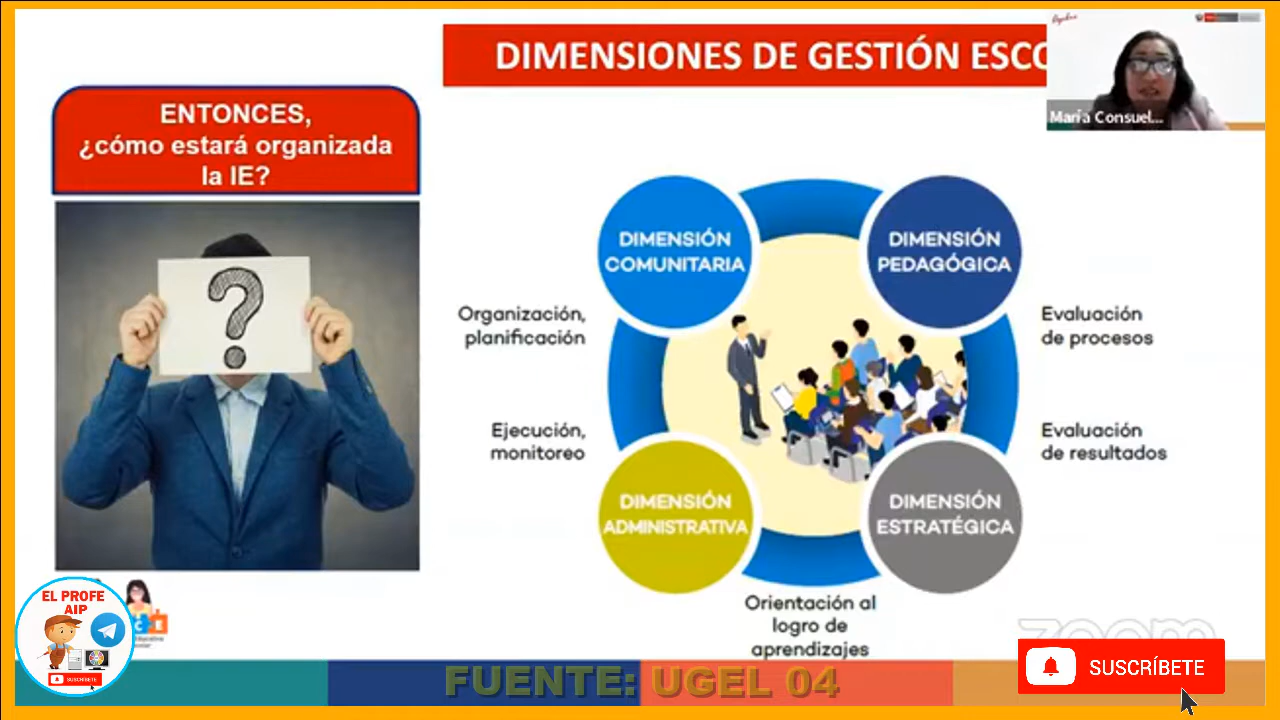 DIMENSIONES DE GESTIÓN ESCO
ENTONCES,
¿cómo estará organizada
la IE?
María Consuel...
DIMENSIÓN
COMUNITARIA
DIMENSIÓN
PEDAGÓGICA
Organización,
planificación
Evaluación
de procesos
Ejecución,
monitoreo
Evaluación
de resultados
DIMENSIÓN
ADMINISTRATIVA
DIMENSIÓN
ESTRATÉGICA
Orientación al
logro de
aprendizajes
EL PROFE
AIP
SUSCRÍBETE
zoom
SUSCRÍBETE
FUENTE: UGEL 04